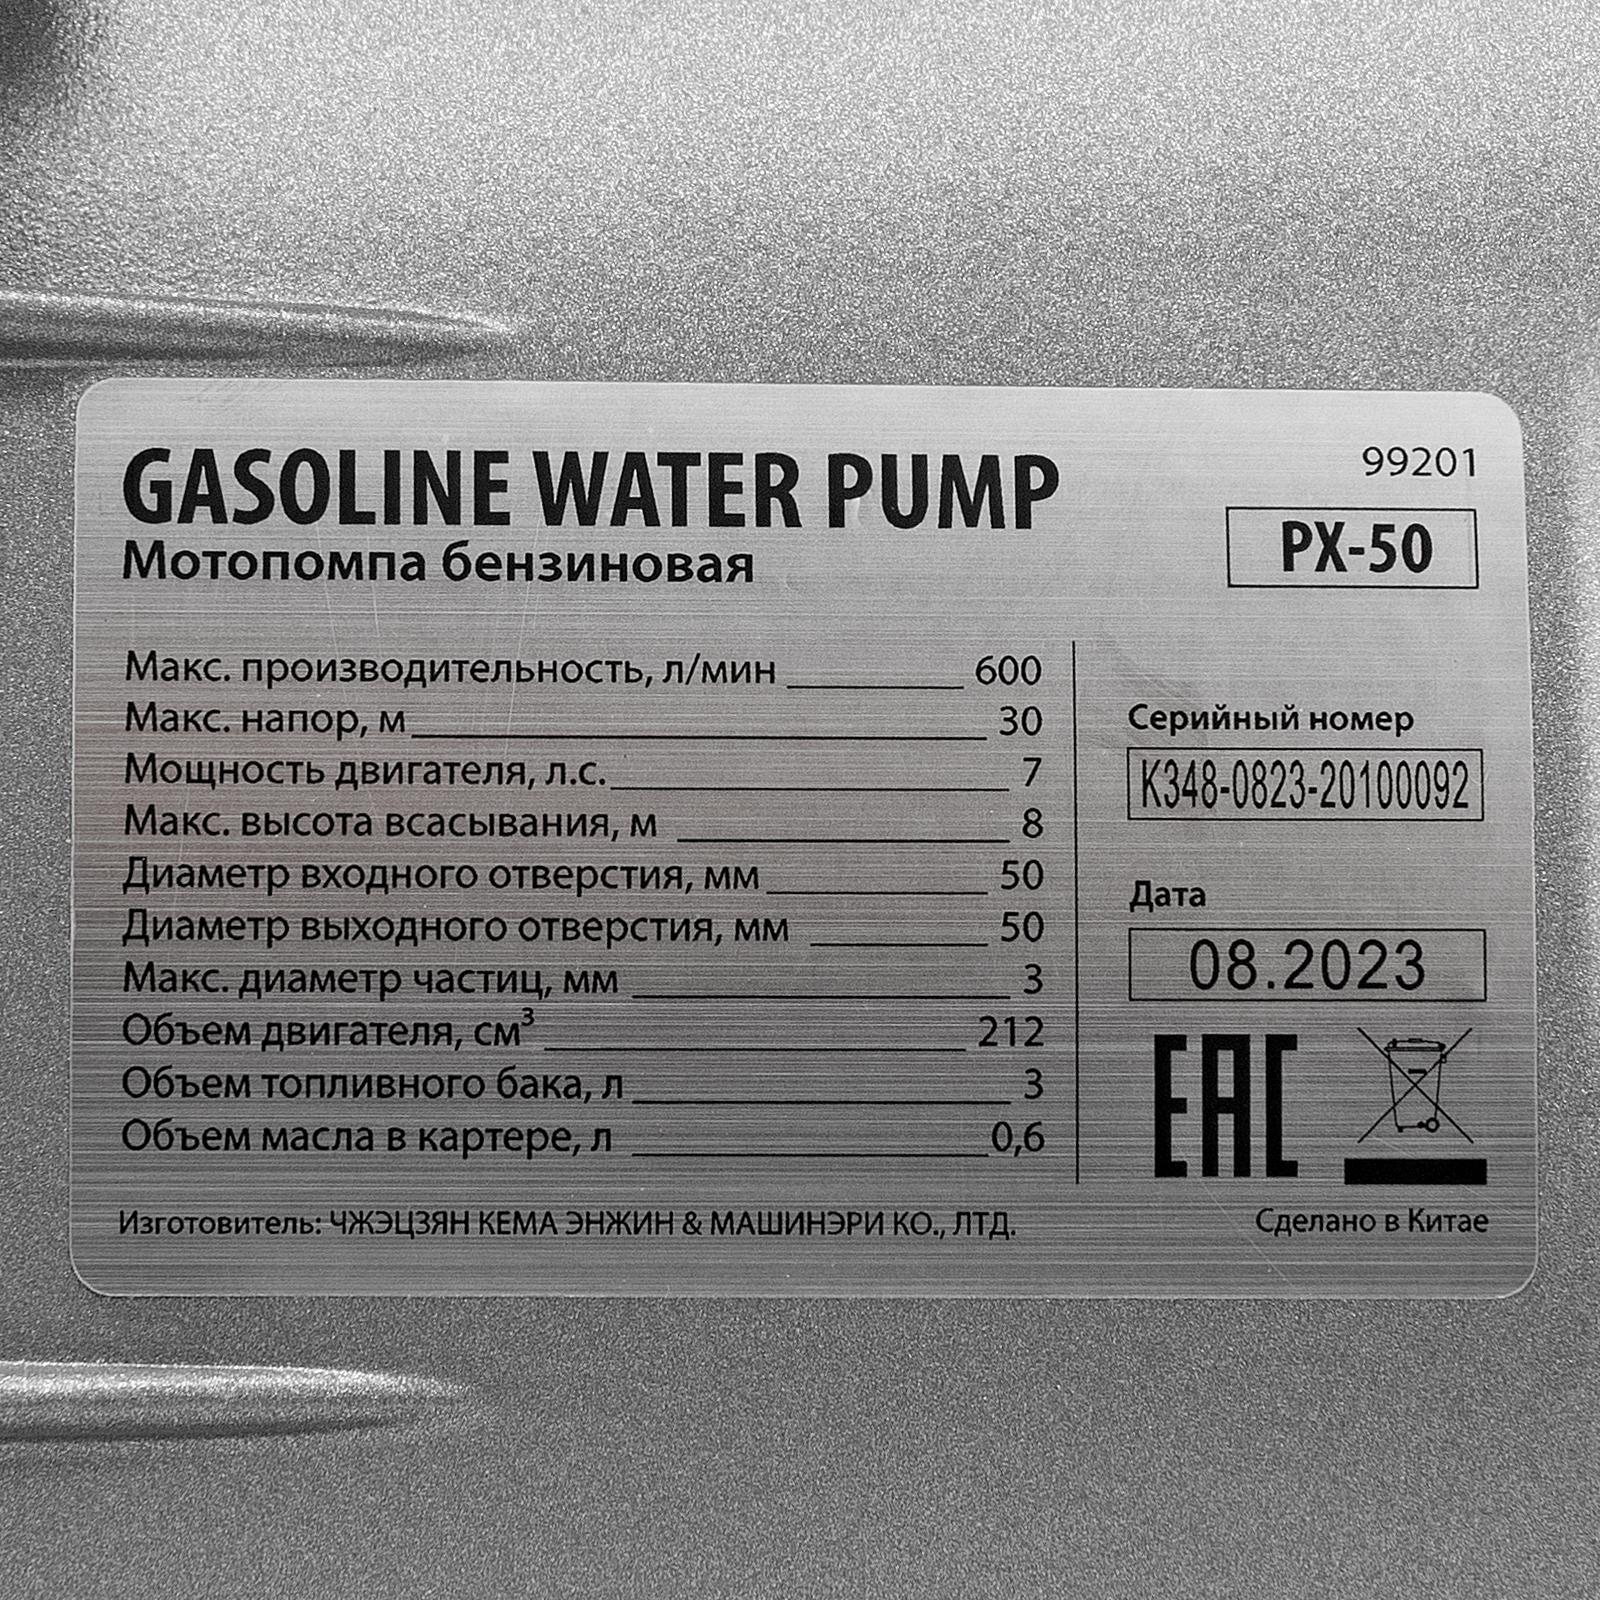 GASOLINE WATER PUMP
Мотопомпа бензиновая
99201
PX-50
Макс. производительность, л/мин 600
Макс. напор, м 30
Мощность двигателя, л.с. 7
Макс. высота всасывания, м 8
Диаметр входного отверстия, мм 50
Диаметр выходного отверстия, мм 50
Макс. диаметр частиц, мм 3
Объем двигателя, см³ 212
Объем топливного бака, л 3
Объем масла в картере, л 0,6
Серийный номер
K348-0823-20100092
Дата
08.2023
EAC
Изготовитель: ЧЖЭЦЗЯН КЕМА ЭНЖИН & МАШИНЭРИ КО., ЛТД.
Сделано в Китае